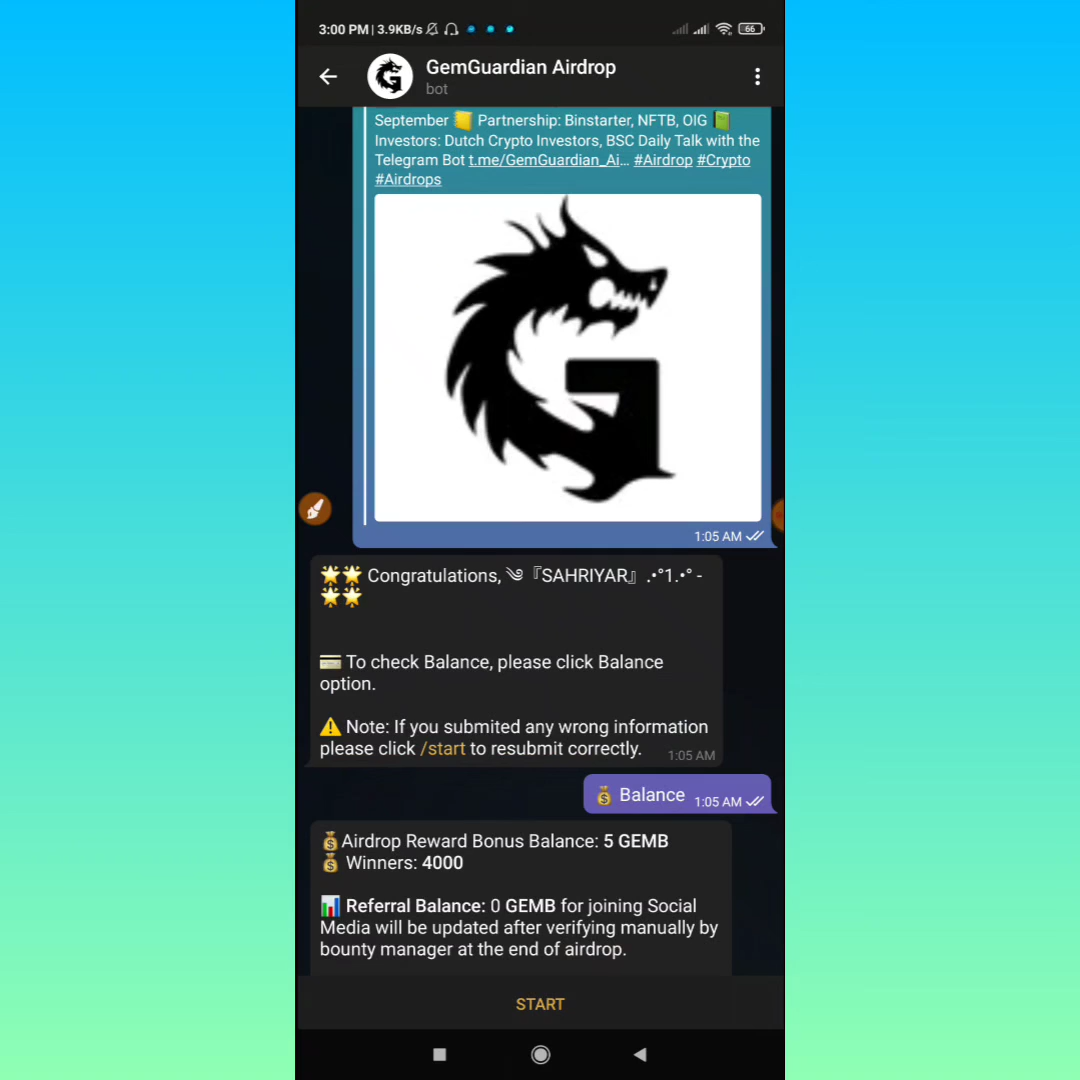 3:00 PM | 3.9KB/s 66
GemGuardian Airdrop
bot
September 📒 Partnership: Binstarter, NFTB, OIG 📗
Investors: Dutch Crypto Investors, BSC Daily Talk with the
Telegram Bot t.me/GemGuardian_Ai... #Airdrop #Crypto
#Airdrops
1:05 AM
🌟🌟 Congratulations, ༄『SAHRIYAR』.•°1.•° -
🌟🌟
💳 To check Balance, please click Balance
option.
⚠️ Note: If you submited any wrong information
please click /start to resubmit correctly. 1:05 AM
💰 Balance 1:05 AM
💰Airdrop Reward Bonus Balance: 5 GEMB
💰 Winners: 4000
📊 Referral Balance: 0 GEMB for joining Social
Media will be updated after verifying manually by
bounty manager at the end of airdrop.
START